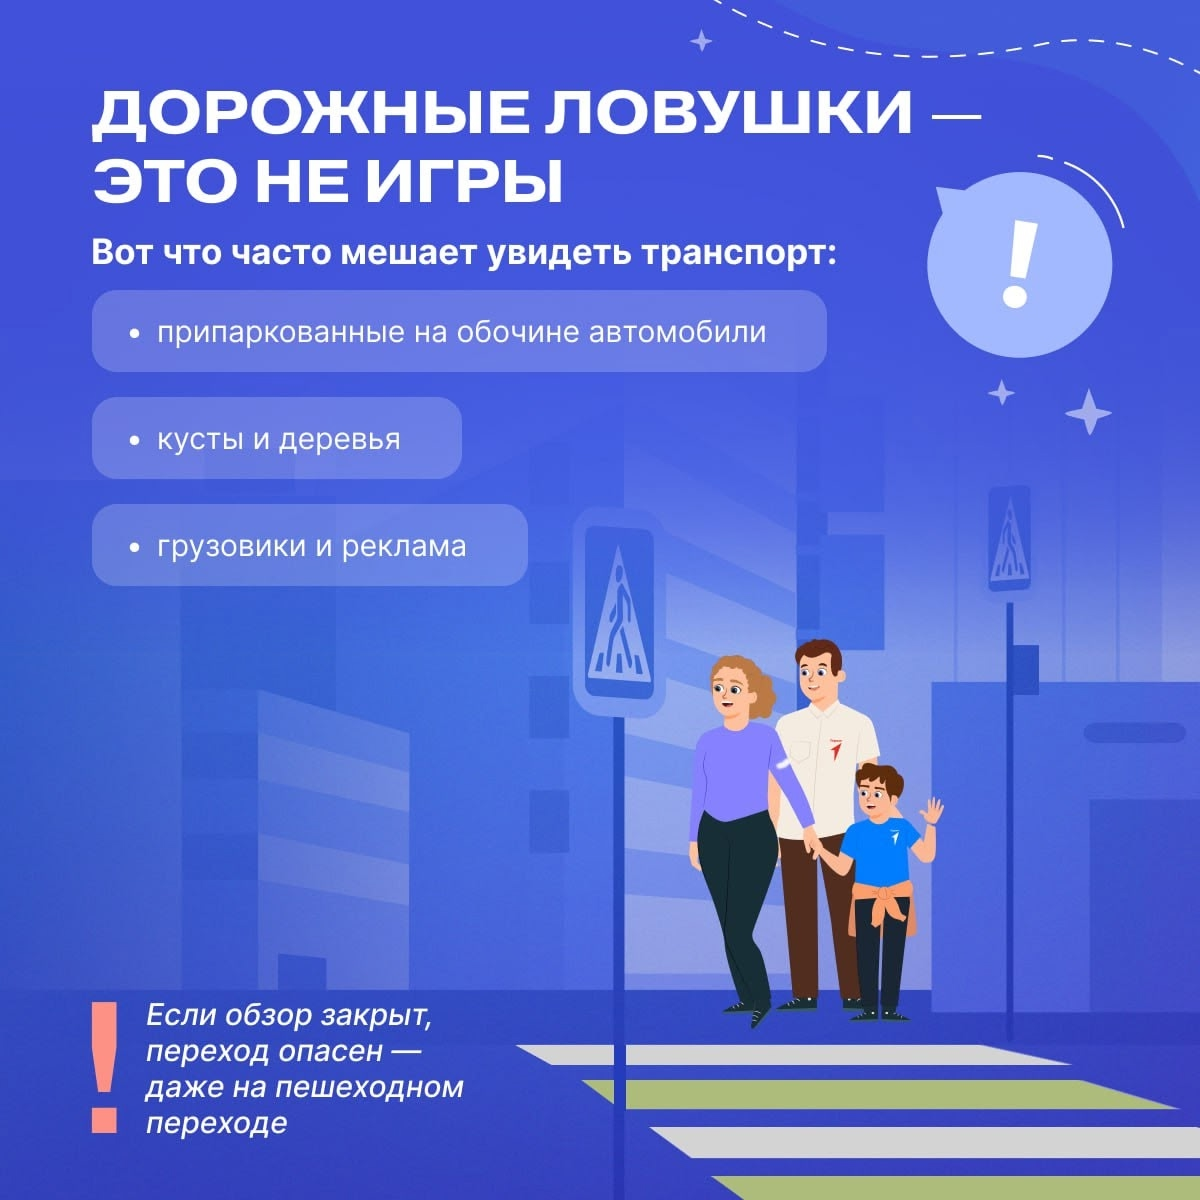 ДОРОЖНЫЕ ЛОВУШКИ —
ЭТО НЕ ИГРЫ
Вот что часто мешает увидеть транспорт:
• припаркованные на обочине автомобили
• кусты и деревья
• грузовики и реклама
!
! Если обзор закрыт,
переход опасен —
даже на пешеходном
переходе